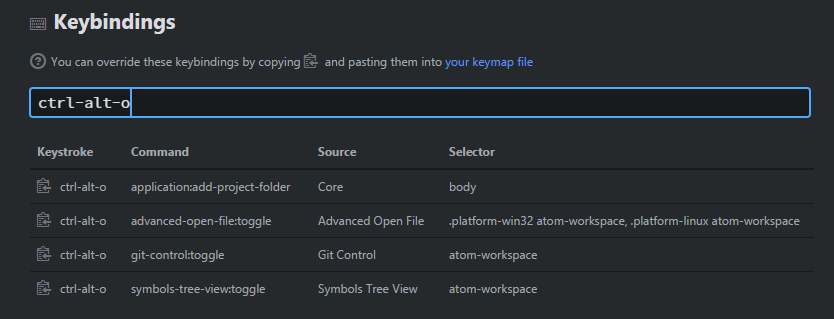 Keybindings
You can override these keybindings by copying and pasting them into your keymap file
ctrl-alt-o
Keystroke Command Source Selector
ctrl-alt-o application:add-project-folder Core body
ctrl-alt-o advanced-open-file:toggle Advanced Open File .platform-win32 atom-workspace, .platform-linux atom-workspace
ctrl-alt-o git-control:toggle Git Control atom-workspace
ctrl-alt-o symbols-tree-view:toggle Symbols Tree View atom-workspace